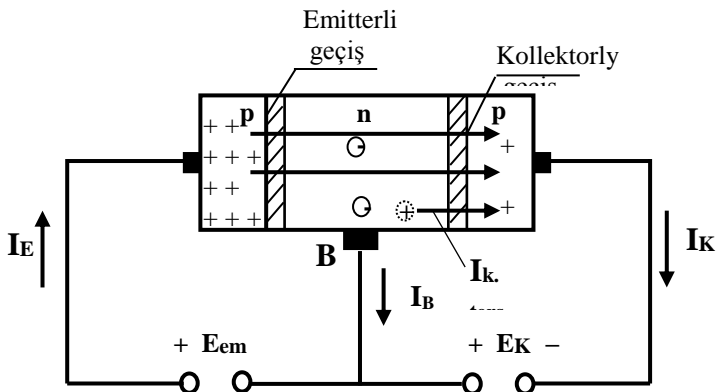 Emitterli
geçiş
Kollektorly
p n p
+ + +
+ + + +
+ +
+ + + +
+
+
I_E
B
I_B
I_k.
I_K
+ E_em
+ E_K −